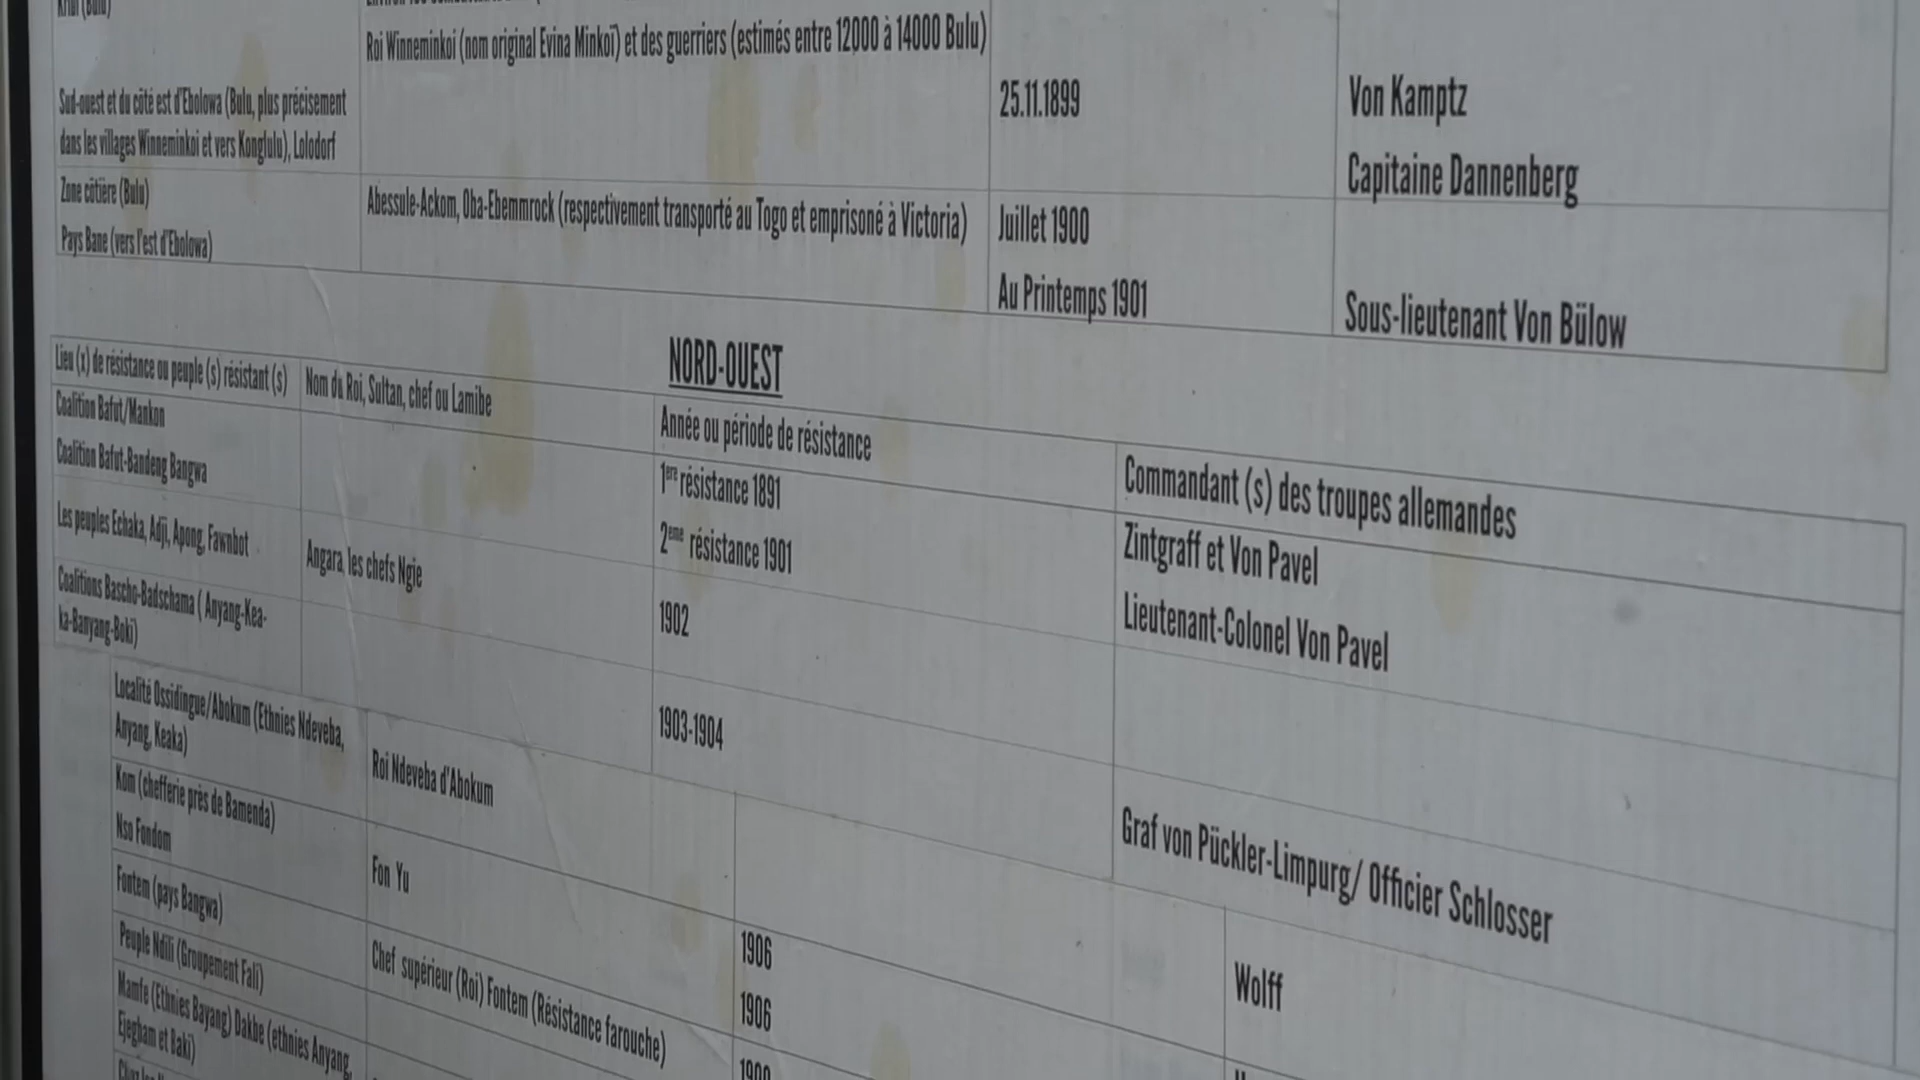 Roi Winneminkoi (nom original Evina Minkoï) et des guerriers (estimés entre 12000 à 14000 Bulu)
Sud-ouest et du côté est d'Ebolowa (Bulu, plus précisement
dans les villages Winneminkoi et vers Konglulu), Lolodorf
25.11.1899
Von Kamptz
Capitaine Dannenberg
Zone côtière (Bulu)
Abessule-Ackom, Oba-Ebemmrock (respectivement transporté au Togo et emprisoné à Victoria)
Juillet 1900
Pays Bane (vers l'est d'Ebolowa)
Au Printemps 1901
Sous-lieutenant Von Bülow
NORD-OUEST
Lieu (x) de résistance ou peuple (s) résistant (s)
Nom du Roi, Sultan, chef ou Lamibe
Année ou période de résistance
Commandant (s) des troupes allemandes
Coalition Bafut/Mankon
1ere résistance 1891
Zintgraff et Von Pavel
Coalition Bafut-Bandeng Bangwa
2eme résistance 1901
Lieutenant-Colonel Von Pavel
Les peuples Echaka, Adji, Apong, Fawnbot
Angara, les chefs Ngie
1902
Coalitions Bascho-Badschama ( Anyang-Kea-
ka-Banyang-Boki)
1903-1904
Graf von Pückler-Limpurg/ Officier Schlosser
Localité Ossidingue/Abokum (Ethnies Ndeveba,
Anyang, Keaka)
Roi Ndeveba d'Abokum
Kom (chefferie près de Bamenda)
Fon Yu
1906
Wolff
Nso Fondom
1906
Fontem (pays Bangwa)
Chef supérieur (Roi) Fontem (Résistance farouche)
Peuple Ndili (Groupement Fali)
Mamfe (Ethnies Bayang) Dakbe (ethnies Anyang,
Ejegham et Baki)